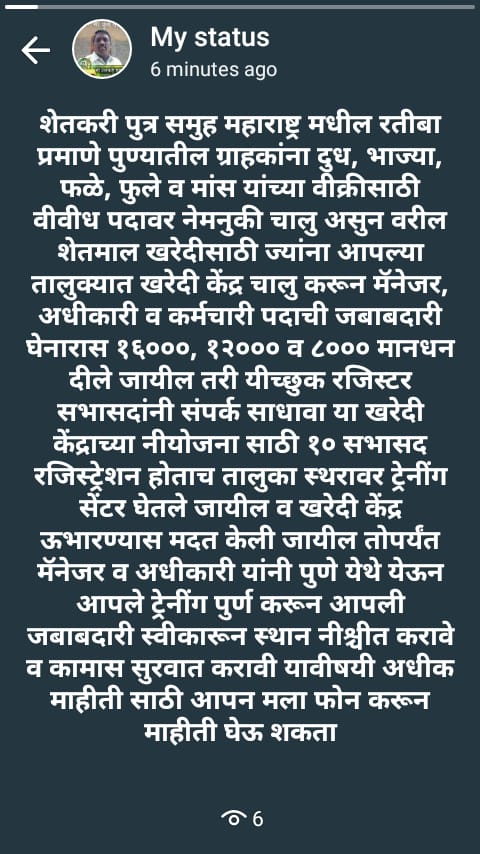 My status
6 minutes ago
शेतकरी पुत्र समुह महाराष्ट्र मधील रतीबा
प्रमाणे पुण्यातील ग्राहकांना दुध, भाज्या,
फळे, फुले व मांस यांच्या वीक्रीसाठी
वीवीध पदावर नेमनुकी चालु असुन वरील
शेतमाल खरेदीसाठी ज्यांना आपल्या
तालुक्यात खरेदी केंद्र चालु करून मॅनेजर,
अधीकारी व कर्मचारी पदाची जबाबदारी
घेनारास १६०००, १२००० व ८००० मानधन
दीले जायील तरी यीच्छुक रजिस्टर
सभासदांनी संपर्क साधावा या खरेदी
केंद्राच्या नीयोजना साठी १० सभासद
रजिस्ट्रेशन होताच तालुका स्थरावर ट्रेनींग
सेंटर घेतले जायील व खरेदी केंद्र
ऊभारण्यास मदत केली जायील तोपर्यंत
मॅनेजर व अधीकारी यांनी पुणे येथे येऊन
आपले ट्रेनींग पुर्ण करून आपली
जबाबदारी स्वीकारून स्थान नीश्चीत करावे
व कामास सुरवात करावी यावीषयी अधीक
माहीती साठी आपन मला फोन करून
माहीती घेऊ शकता
6